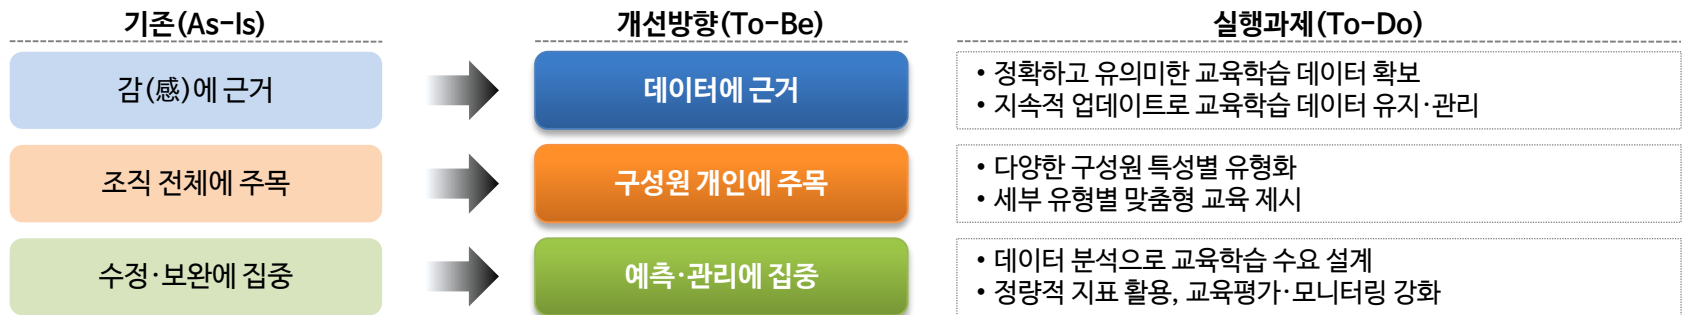 기존(As-Is)
개선방향(To-Be)
실행과제(To-Do)
감(感)에 근거
데이터에 근거
• 정확하고 유의미한 교육학습 데이터 확보
• 지속적 업데이트로 교육학습 데이터 유지·관리
조직 전체에 주목
구성원 개인에 주목
• 다양한 구성원 특성별 유형화
• 세부 유형별 맞춤형 교육 제시
수정·보완에 집중
예측·관리에 집중
• 데이터 분석으로 교육학습 수요 설계
• 정량적 지표 활용, 교육평가·모니터링 강화